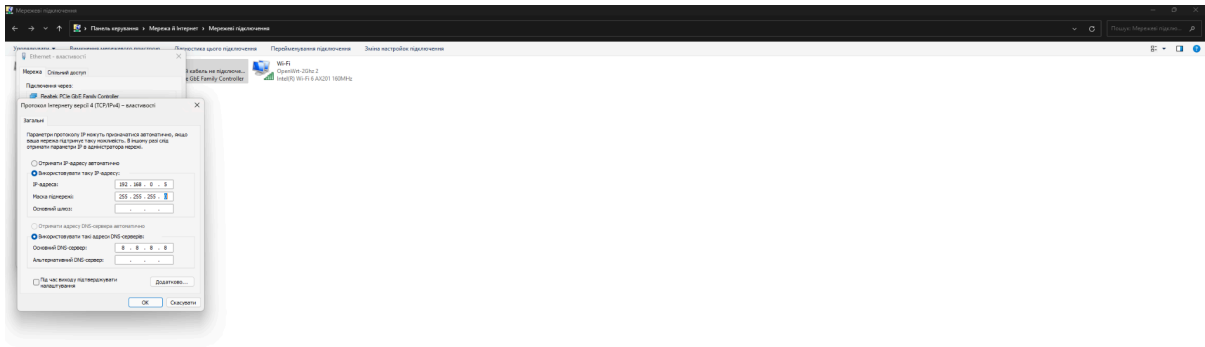 Мережеві підключення
Панель керування > Мережа й Інтернет > Мережеві підключення
Пошук: Мережеві підклю...
Діагностика цього підключення Перейменування підключення Зміна настройок підключення
Ethernet - властивості
Мережа Спільний доступ
Підключення через:
Realtek PCIe GbE Family Controller
й кабель не підключе...
e GbE Family Controller
Wi-Fi
OpenWrt-2Ghz 2
Intel(R) Wi-Fi 6 AX201 160MHz
Протокол Інтернету версії 4 (TCP/IPv4) – властивості
Загальні
Параметри протоколу IP можуть призначатися автоматично, якщо
ваша мережа підтримує таку можливість. В іншому разі слід
отримати параметри IP в адміністратора мережі.
Отримати IP-адресу автоматично
Використовувати таку IP-адресу:
IP-адреса: 192 . 168 . 0 . 5
Маска підмережі: 255 . 255 . 255 . 0
Основний шлюз:
Отримати адресу DNS-сервера автоматично
Використовувати такі адреси DNS-серверів:
Основний DNS-сервер: 8 . 8 . 8 . 8
Альтернативний DNS-сервер:
Під час виходу підтверджувати
налаштування
Додатково...
ОК Скасувати